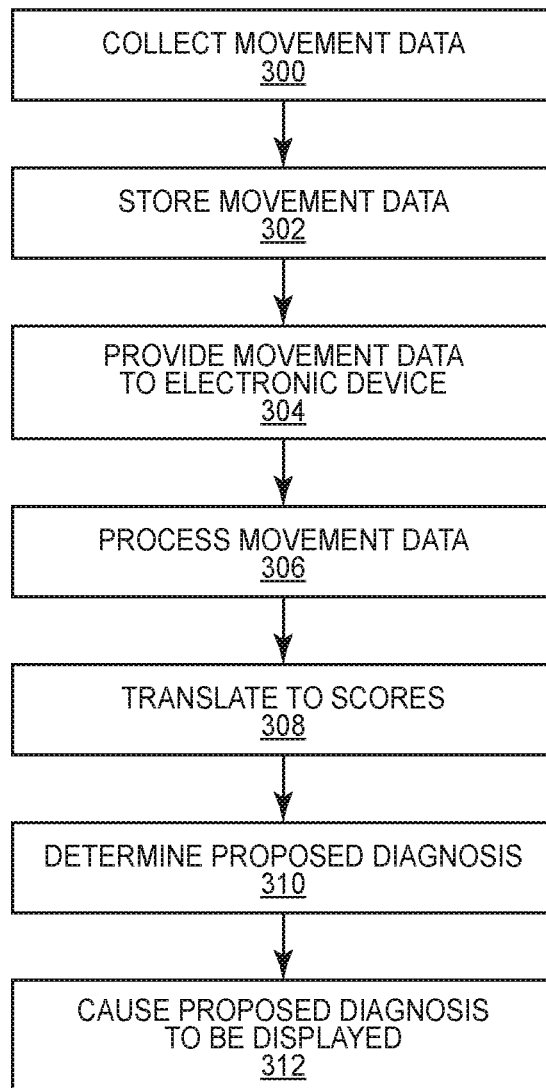 COLLECT MOVEMENT DATA
300
STORE MOVEMENT DATA
302
PROVIDE MOVEMENT DATA
TO ELECTRONIC DEVICE
304
PROCESS MOVEMENT DATA
306
TRANSLATE TO SCORES
308
DETERMINE PROPOSED DIAGNOSIS
310
CAUSE PROPOSED DIAGNOSIS
TO BE DISPLAYED
312